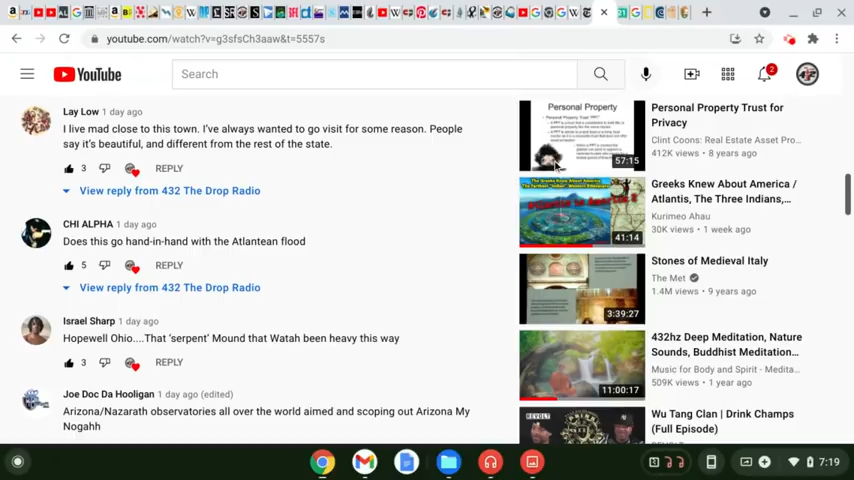 youtube.com/watch?v=g3sfsCh3aaw&t=5557s
YouTube
Search
2
Lay Low 1 day ago
I live mad close to this town. I've always wanted to go visit for some reason. People
say it's beautiful, and different from the rest of the state.
3 REPLY
View reply from 432 The Drop Radio
CHI ALPHA 1 day ago
Does this go hand-in-hand with the Atlantean flood
5 REPLY
View reply from 432 The Drop Radio
Israel Sharp 1 day ago
Hopewell Ohio....That 'serpent' Mound that Watah been heavy this way
3 REPLY
Joe Doc Da Hooligan 1 day ago (edited)
Arizona/Nazarath observatories all over the world aimed and scoping out Arizona My
Nogahh
Personal Property
Personal Property Trust "PPT"
57:15
Personal Property Trust for
Privacy
Clint Coons: Real Estate Asset Pro...
412K views • 8 years ago
41:14
Greeks Knew About America /
Atlantis, The Three Indians,...
Kurimeo Ahau
30K views • 1 week ago
3:39:27
Stones of Medieval Italy
The Met
1.4M views • 9 years ago
11:00:17
432hz Deep Meditation, Nature
Sounds, Buddhist Meditation...
Music for Body and Spirit - Medita...
509K views • 1 year ago
REVOLT
Wu Tang Clan | Drink Champs
(Full Episode)
7:19